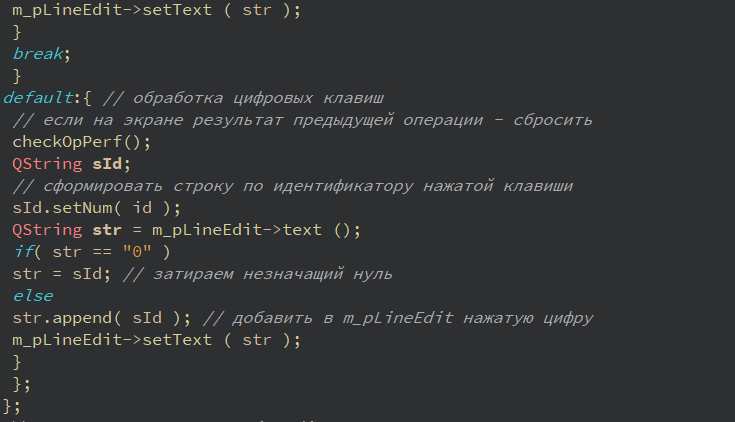 m_pLineEdit->setText ( str );
}
break;
}
default:{ // обработка цифровых клавиш
// если на экране результат предыдущей операции – сбросить
checkOpPerf();
QString sId;
// сформировать строку по идентификатору нажатой клавиши
sId.setNum( id );
QString str = m_pLineEdit->text ();
if( str == "0" )
str = sId; // затираем незначащий нуль
else
str.append( sId ); // добавить в m_pLineEdit нажатую цифру
m_pLineEdit->setText ( str );
}
};
};